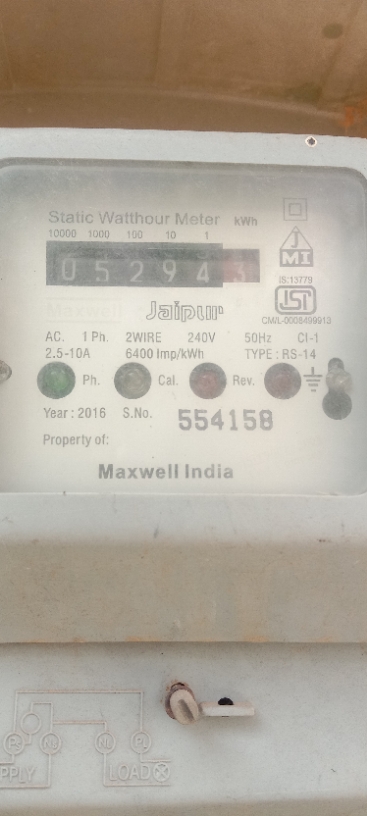 Static Watthour Meter kWh
10000 1000 100 10 1
0 5 2 9 4 3
J
MI
IS:13779
ISI
Jaipur
CM/L-0008499913
AC. 1 Ph. 2WIRE 240V 50Hz Cl-1
2.5-10A 6400 Imp/kWh TYPE : RS-14
Ph. Cal. Rev.
Year : 2016 S.No. 554158
Property of:
Maxwell India
LOAD